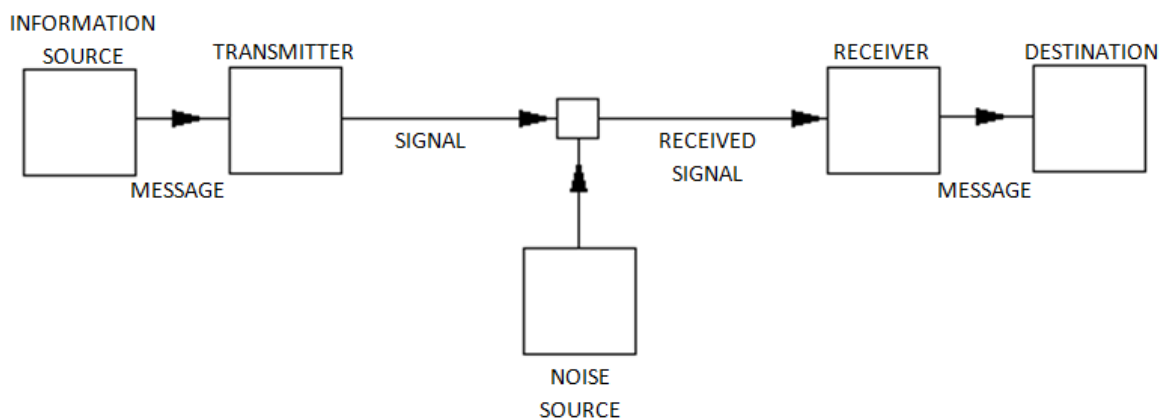 INFORMATION
SOURCE
TRANSMITTER
RECEIVER
DESTINATION
SIGNAL
RECEIVED
SIGNAL
MESSAGE
MESSAGE
NOISE
SOURCE